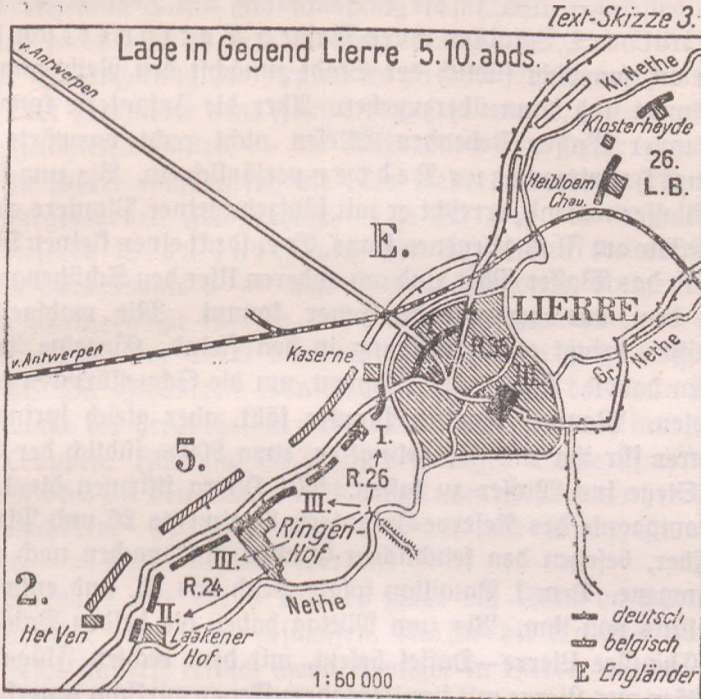 Text-Skizze 3.
Lage in Gegend Lierre 5.10. abds.
v. Antwerpen
Kl. Nethe
Klosterheyde
26.
L.B.
Heibloem
Chau.
E.
LIERRE
v. Antwerpen
Kaserne
R.35
III.
Gr. Nethe
I.
R.26
5.
III.
Ringen-
Hof
III.
R.24
Nethe
2.
II.
Het Ven
Laakener
Hof
deutsch
belgisch
E Engländer
1:60 000